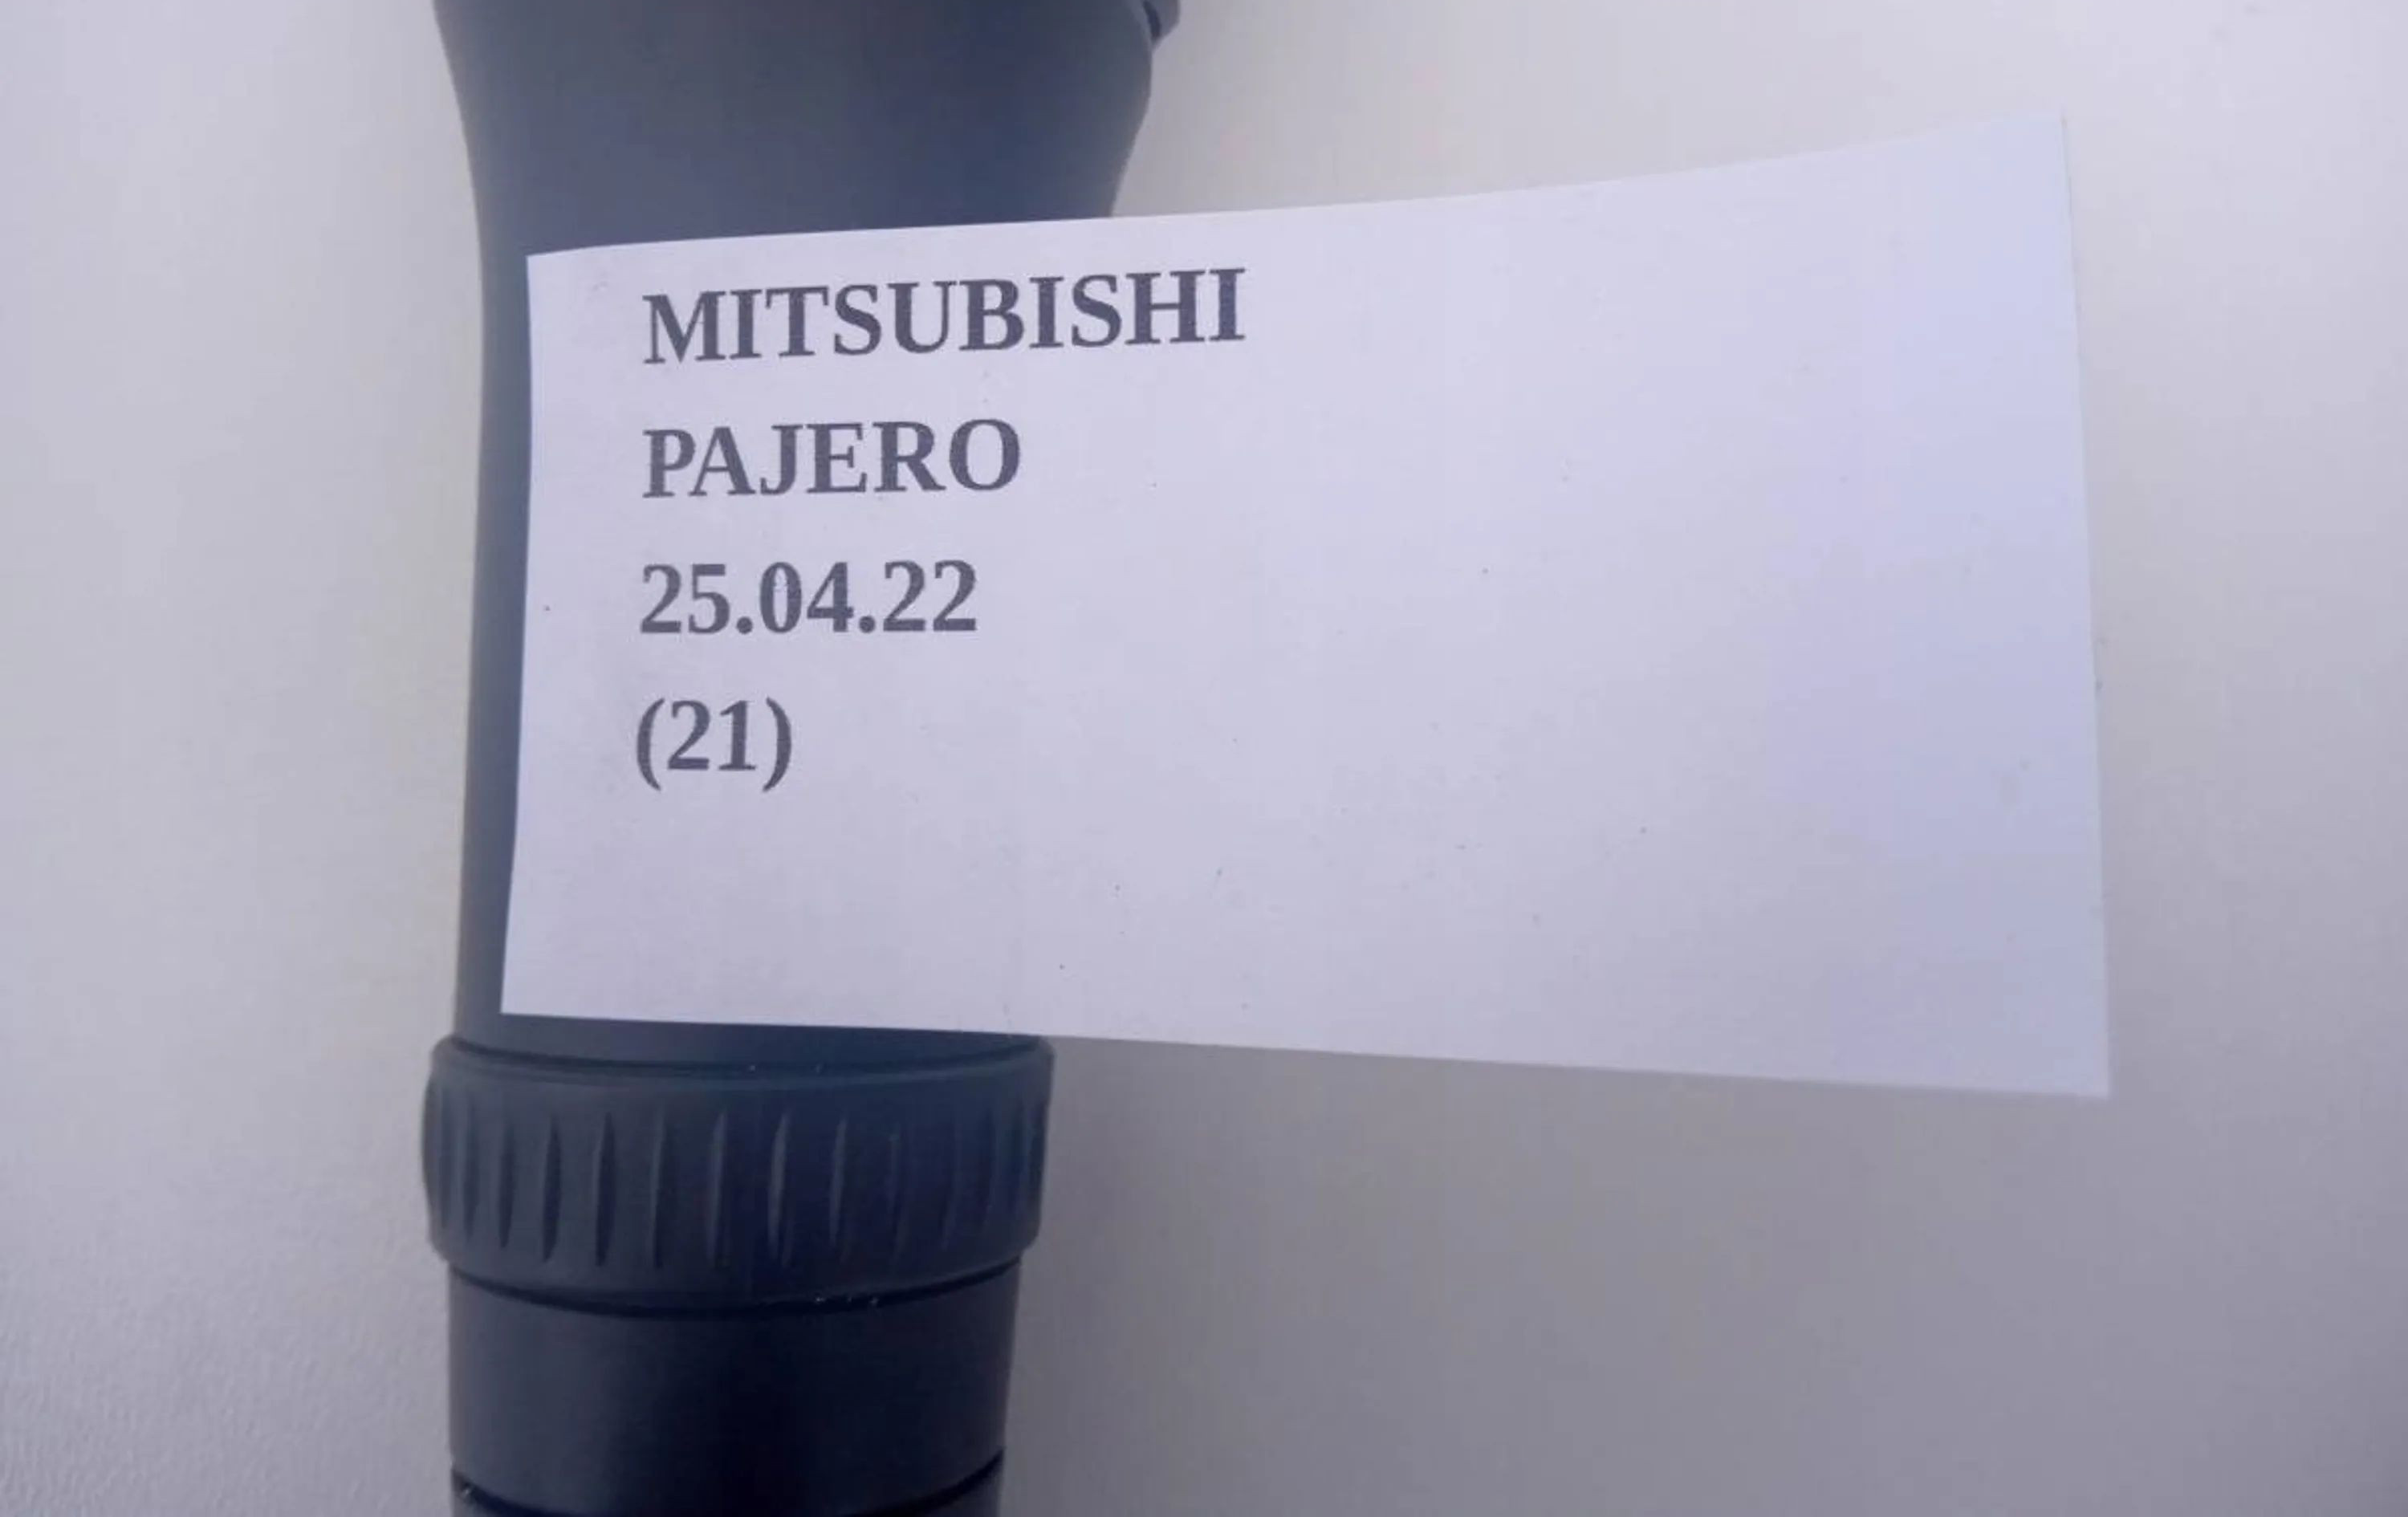 MITSUBISHI
PAJERO
25.04.22
(21)